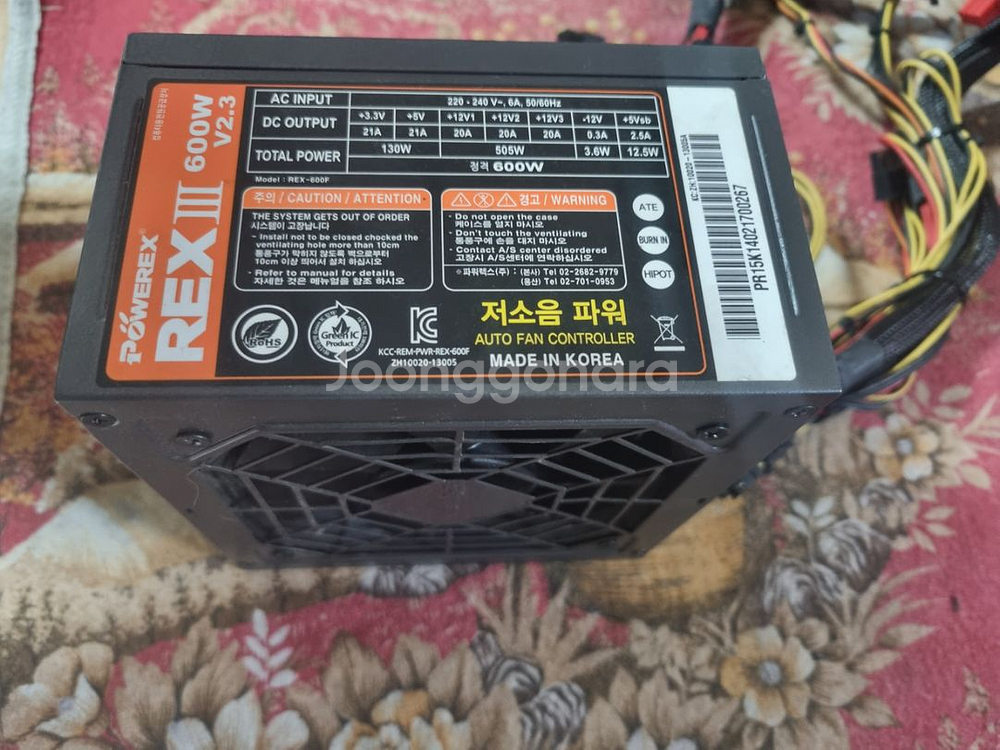 POWEREX
REX III 600W
V2.3
AC INPUT 220 - 240 V~, 6A, 50/60Hz
DC OUTPUT +3.3V +5V +12V1 +12V2 +12V3 -12V +5Vsb
21A 21A 20A 20A 20A 0.3A 2.5A
TOTAL POWER 130W 505W 3.6W 12.5W
정격 600W
Model : REX-600F
주의 / CAUTION / ATTENTION
THE SYSTEM GETS OUT OF ORDER
시스템이 고장납니다
- Install not to be closed chocked the
ventilating hole more than 10cm
통풍구가 막히지 않도록 벽으로부터
10cm 이상 띄어서 설치 하십시오
- Refer to manual for details
자세한 것은 메뉴얼을 참조 하십시오
경고 / WARNING
- Do not open the case
케이스를 열지 마시오
- Don't touch the ventilating
통풍구에 손을 대지 마시오
- Contact A/S center disordered
고장시 A/S센터에 연락하십시오
※ 파워렉스(주) : (본사) Tel 02-2682-9779
(용산) Tel 02-701-0953
ATE
BURN IN
HIPOT
RoHS
Green IC
Product
KCC-REM-PWR-REX-600F
ZH10020-13005
저소음 파워
AUTO FAN CONTROLLER
MADE IN KOREA
KC:ZH:10020-13005A
PR15K14021700267
Joonggonara